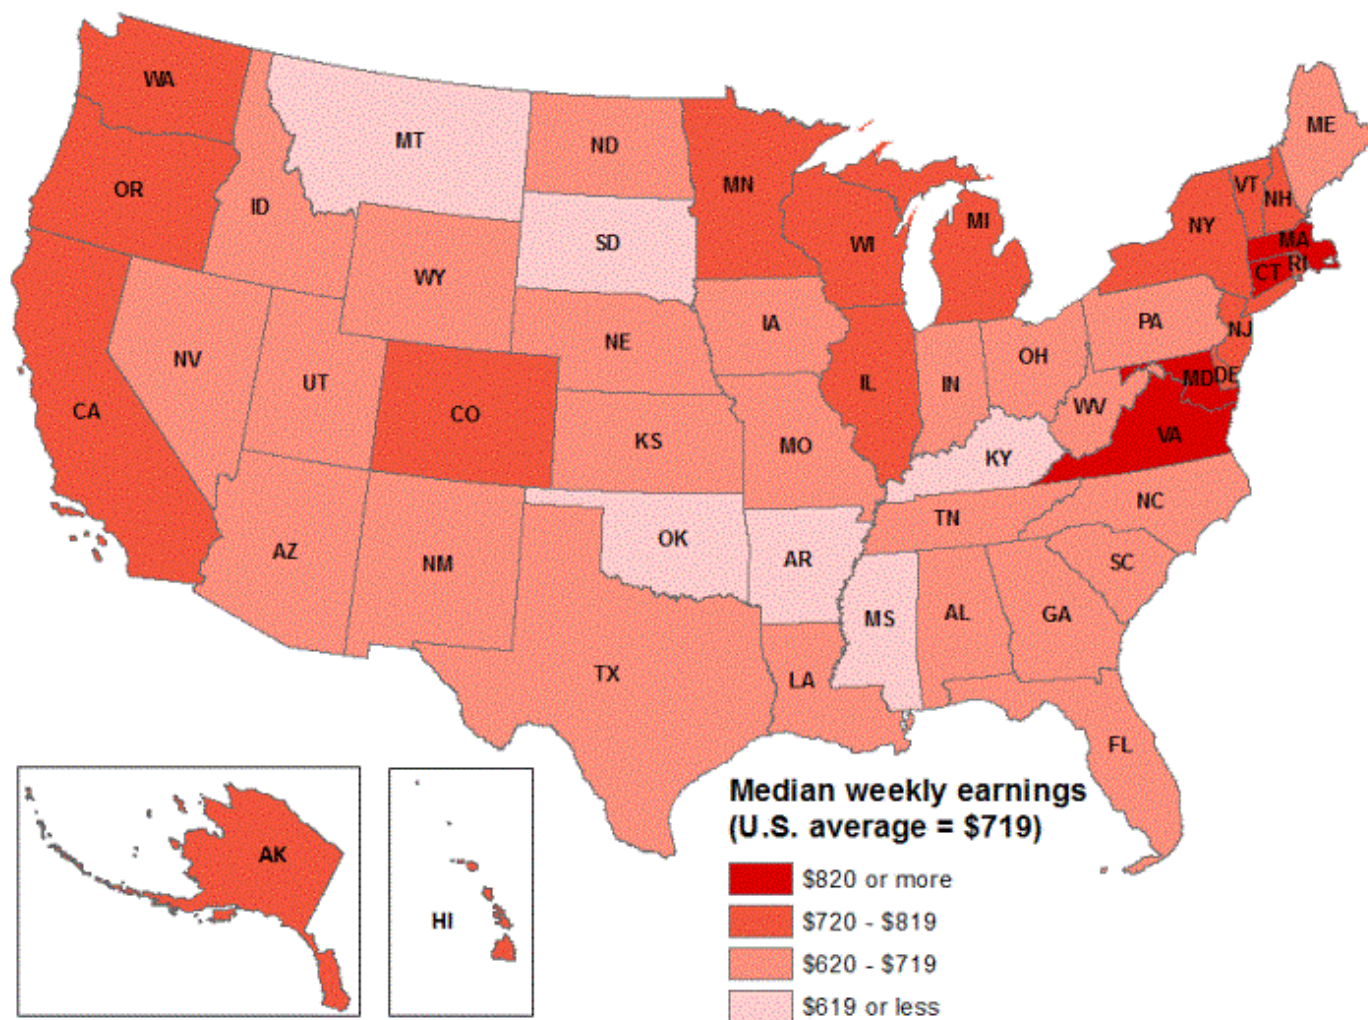 WA
MT
ND
MN
ME
OR
ID
SD
WI
MI
VT
NH
NY
MA
CT
RI
WY
IA
NE
PA
NJ
NV
UT
CO
IL
IN
OH
MD
DE
CA
KS
MO
WV
VA
KY
AZ
NM
OK
AR
TN
NC
SC
MS
AL
GA
TX
LA
FL
AK
HI
Median weekly earnings
(U.S. average = $719)
$820 or more
$720 - $819
$620 - $719
$619 or less